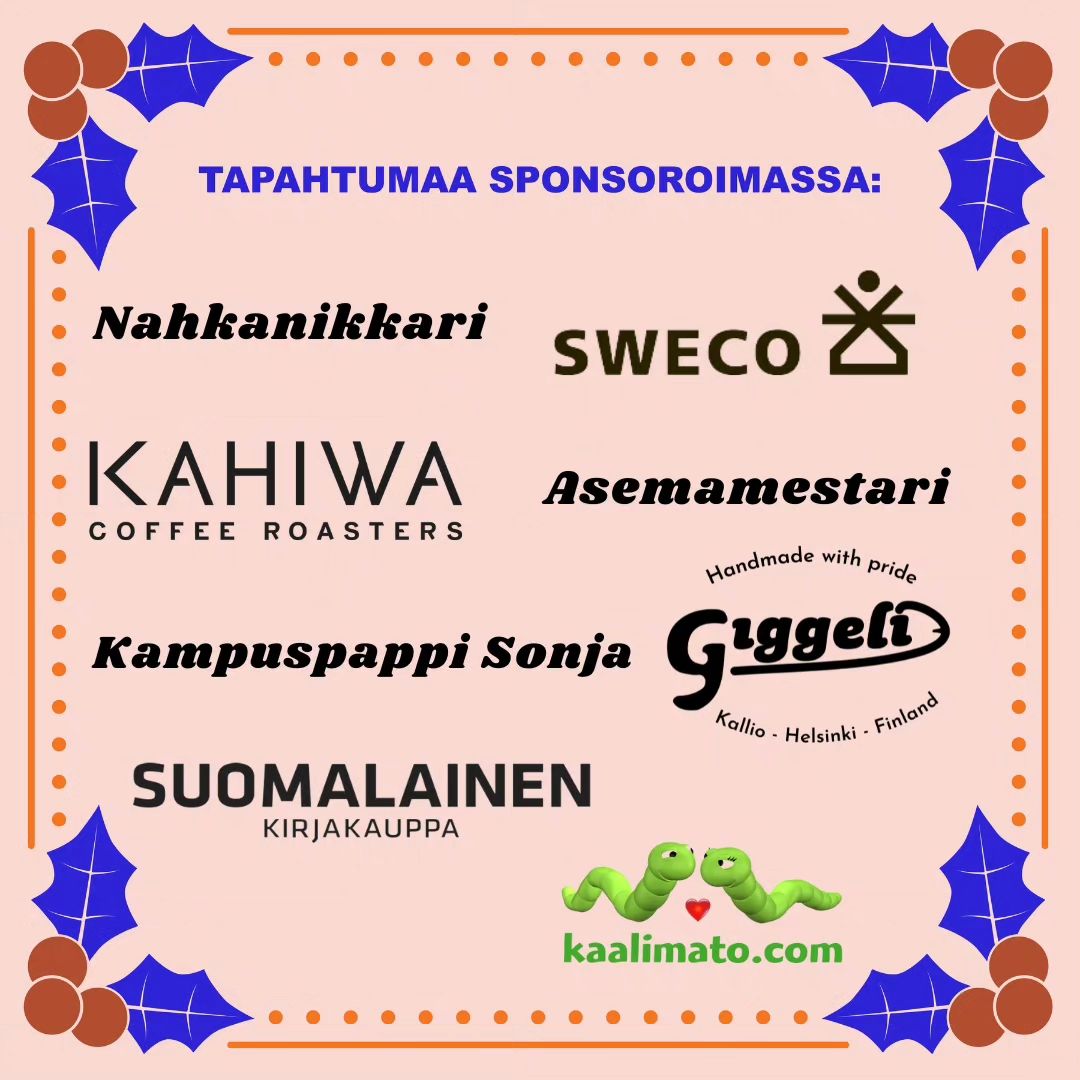 TAPAHTUMAA SPONSOROIMASSA:
Nahkanikkari
SWECO
KAHIWA
COFFEE ROASTERS
Asemamestari
Handmade with pride
Giggeli
Kallio - Helsinki - Finland
Kampuspappi Sonja
SUOMALAINEN
KIRJAKAUPPA
kaalimato.com